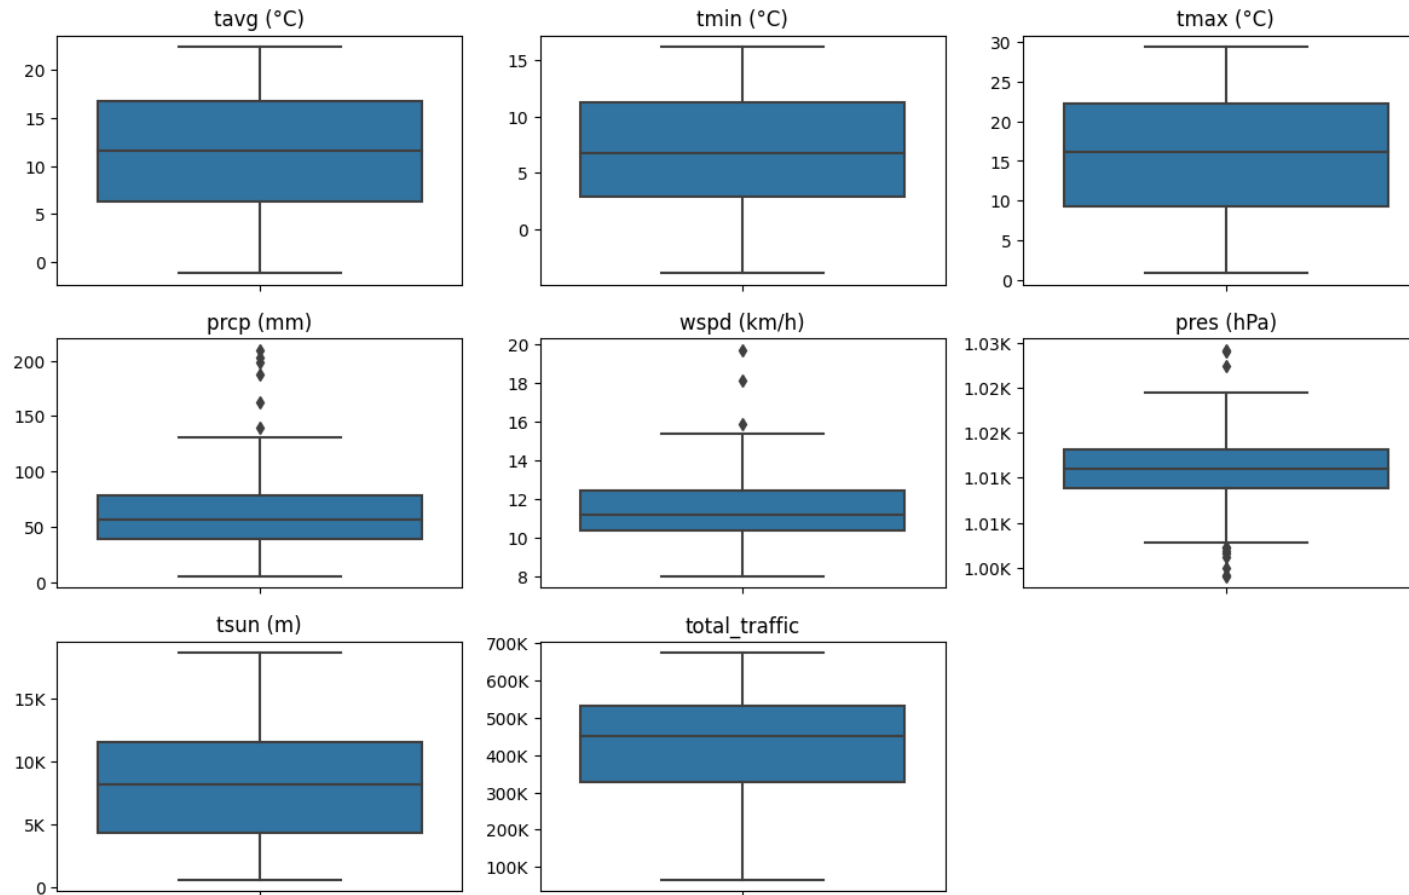 tavg (°C)
20
15
10
5
0
tmin (°C)
15
10
5
0
tmax (°C)
30
25
20
15
10
5
0
prcp (mm)
200
150
100
50
0
wspd (km/h)
20
18
16
14
12
10
8
pres (hPa)
1.03K
1.02K
1.02K
1.01K
1.01K
1.00K
tsun (m)
15K
10K
5K
0
total_traffic
700K
600K
500K
400K
300K
200K
100K